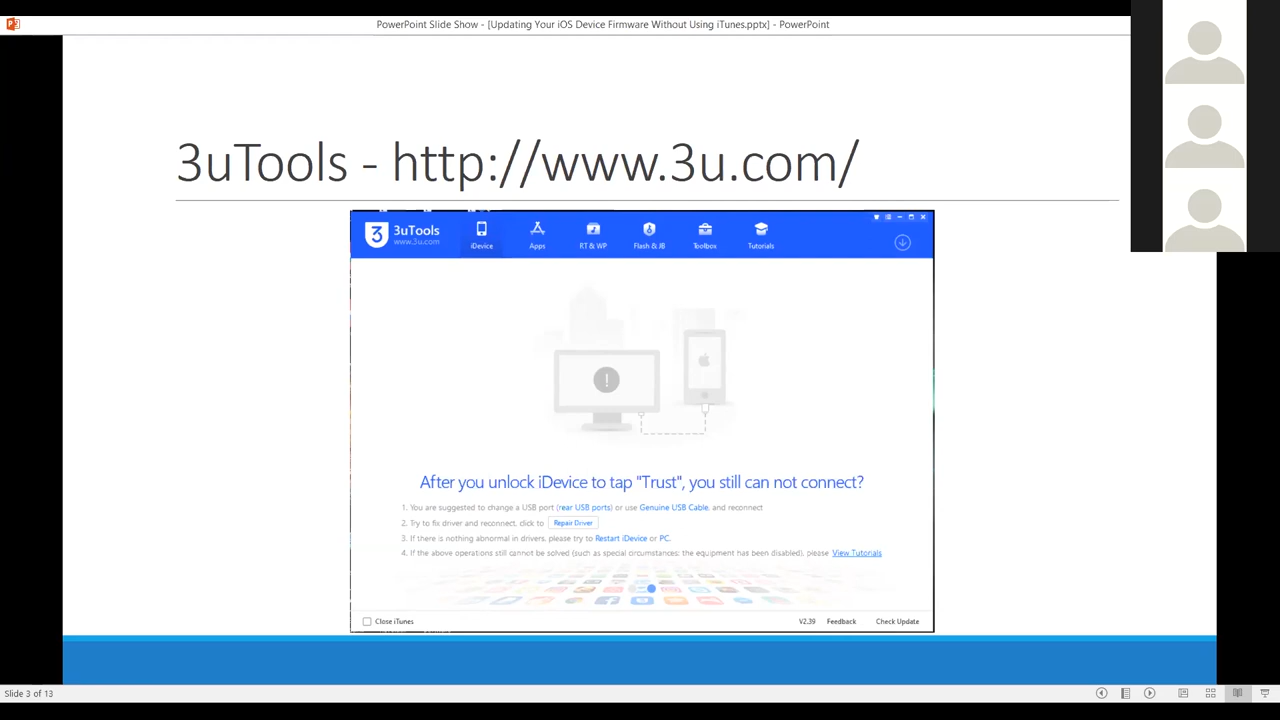 PowerPoint Slide Show - [Updating Your iOS Device Firmware Without Using iTunes.pptx] - PowerPoint
3uTools - http://www.3u.com/
3 3uTools
www.3u.com
iDevice Apps RT & WP Flash & JB Toolbox Tutorials
After you unlock iDevice to tap "Trust", you still can not connect?
1. You are suggested to change a USB port (rear USB ports) or use Genuine USB Cable, and reconnect
2. Try to fix driver and reconnect, click to Repair Driver
3. If there is nothing abnormal in drivers, please try to Restart iDevice or PC.
4. If the above operations still cannot be solved (such as special circumstances: the equipment has been disabled), please View Tutorials
Close iTunes V2.39 Feedback Check Update
Slide 3 of 13